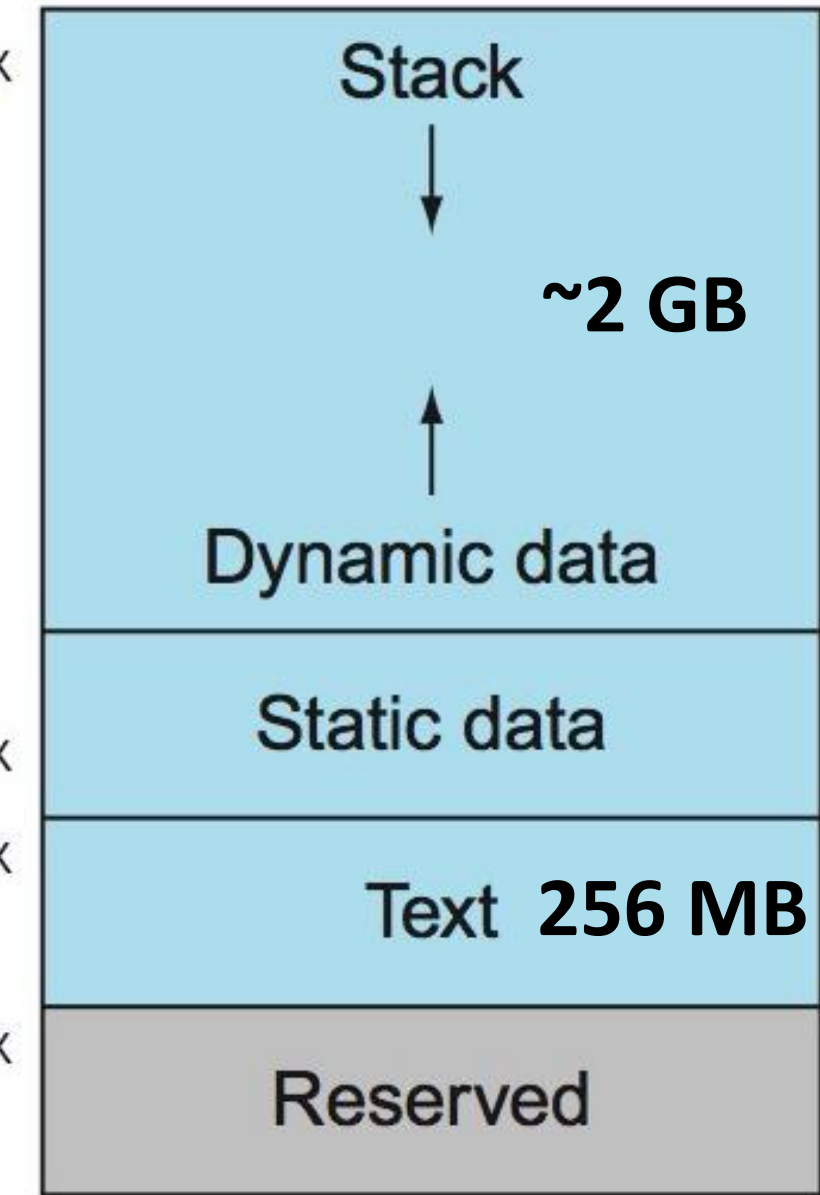 Stack
~2 GB
Dynamic data
Static data
Text 256 MB
Reserved